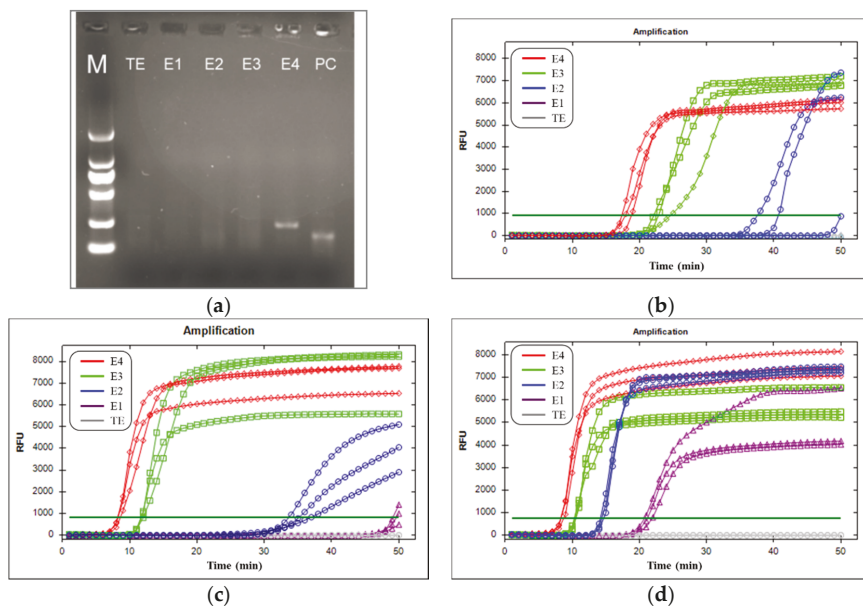 M TE E1 E2 E3 E4 PC
(a)
Amplification
E4
E3
E2
E1
TE
RFU
8000
7000
6000
5000
4000
3000
2000
1000
0
0 10 20 30 40 50
Time (min)
(b)
Amplification
E4
E3
E2
E1
TE
RFU
8000
7000
6000
5000
4000
3000
2000
1000
0
0 10 20 30 40 50
Time (min)
(c)
Amplification
E4
E3
E2
E1
TE
RFU
8000
7000
6000
5000
4000
3000
2000
1000
0
0 10 20 30 40 50
Time (min)
(d)